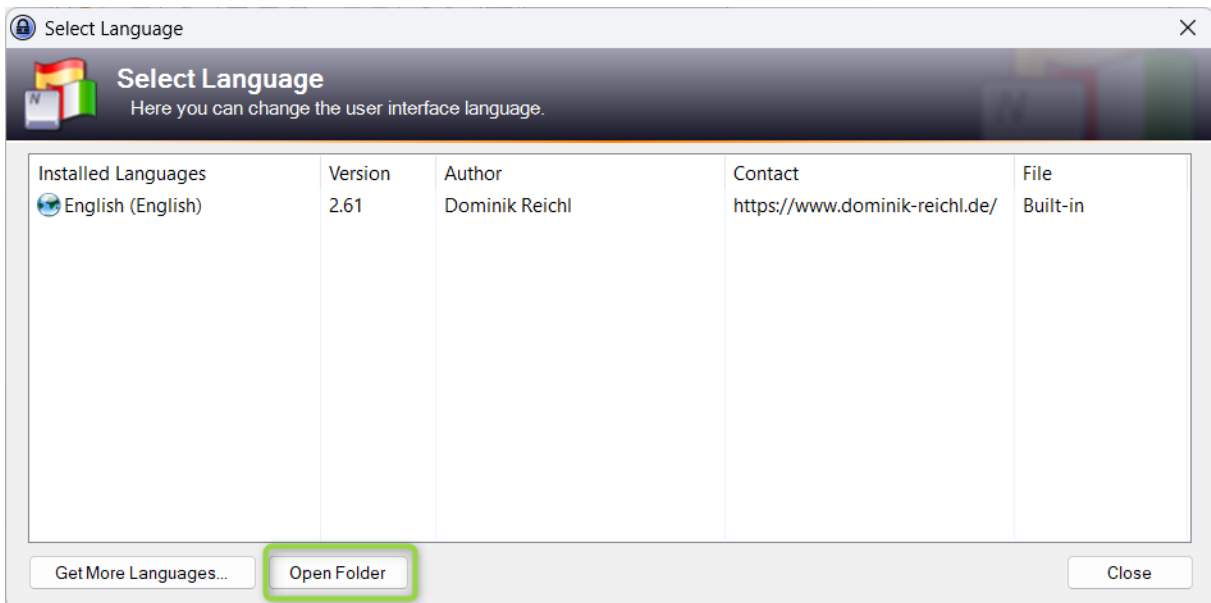 Select Language
Select Language
Here you can change the user interface language.
Installed Languages Version Author Contact File
English (English) 2.61 Dominik Reichl https://www.dominik-reichl.de/ Built-in
Get More Languages... Open Folder Close